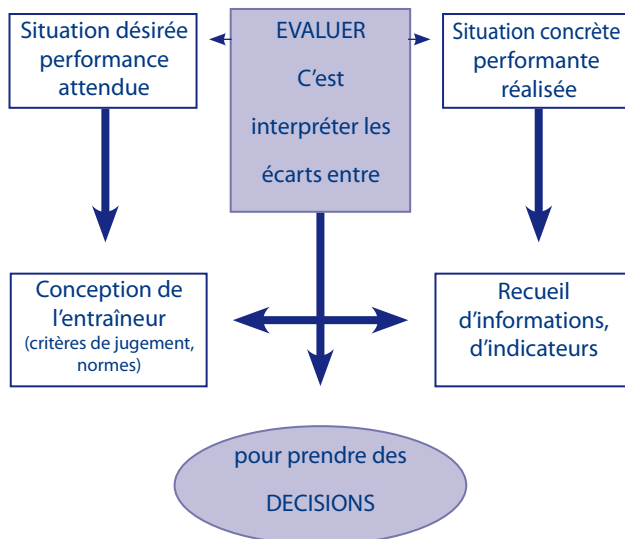 Situation désirée
performance
attendue
EVALUER
C'est
interpréter les
écarts entre
Situation concrète
performante
réalisée
Conception de
l'entraîneur
(critères de jugement,
normes)
Recueil
d'informations,
d'indicateurs
pour prendre des
DECISIONS